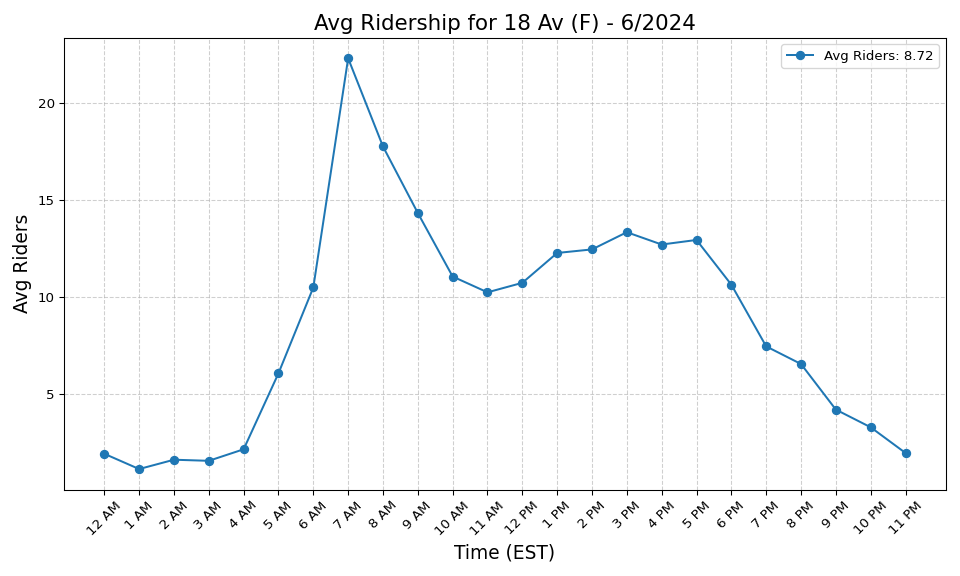 Avg Ridership for 18 Av (F) - 6/2024
Avg Riders: 8.72
Avg Riders
20
15
10
5
12 AM
1 AM
2 AM
3 AM
4 AM
5 AM
6 AM
7 AM
8 AM
9 AM
10 AM
11 AM
12 PM
1 PM
2 PM
3 PM
4 PM
5 PM
6 PM
7 PM
8 PM
9 PM
10 PM
11 PM
Time (EST)